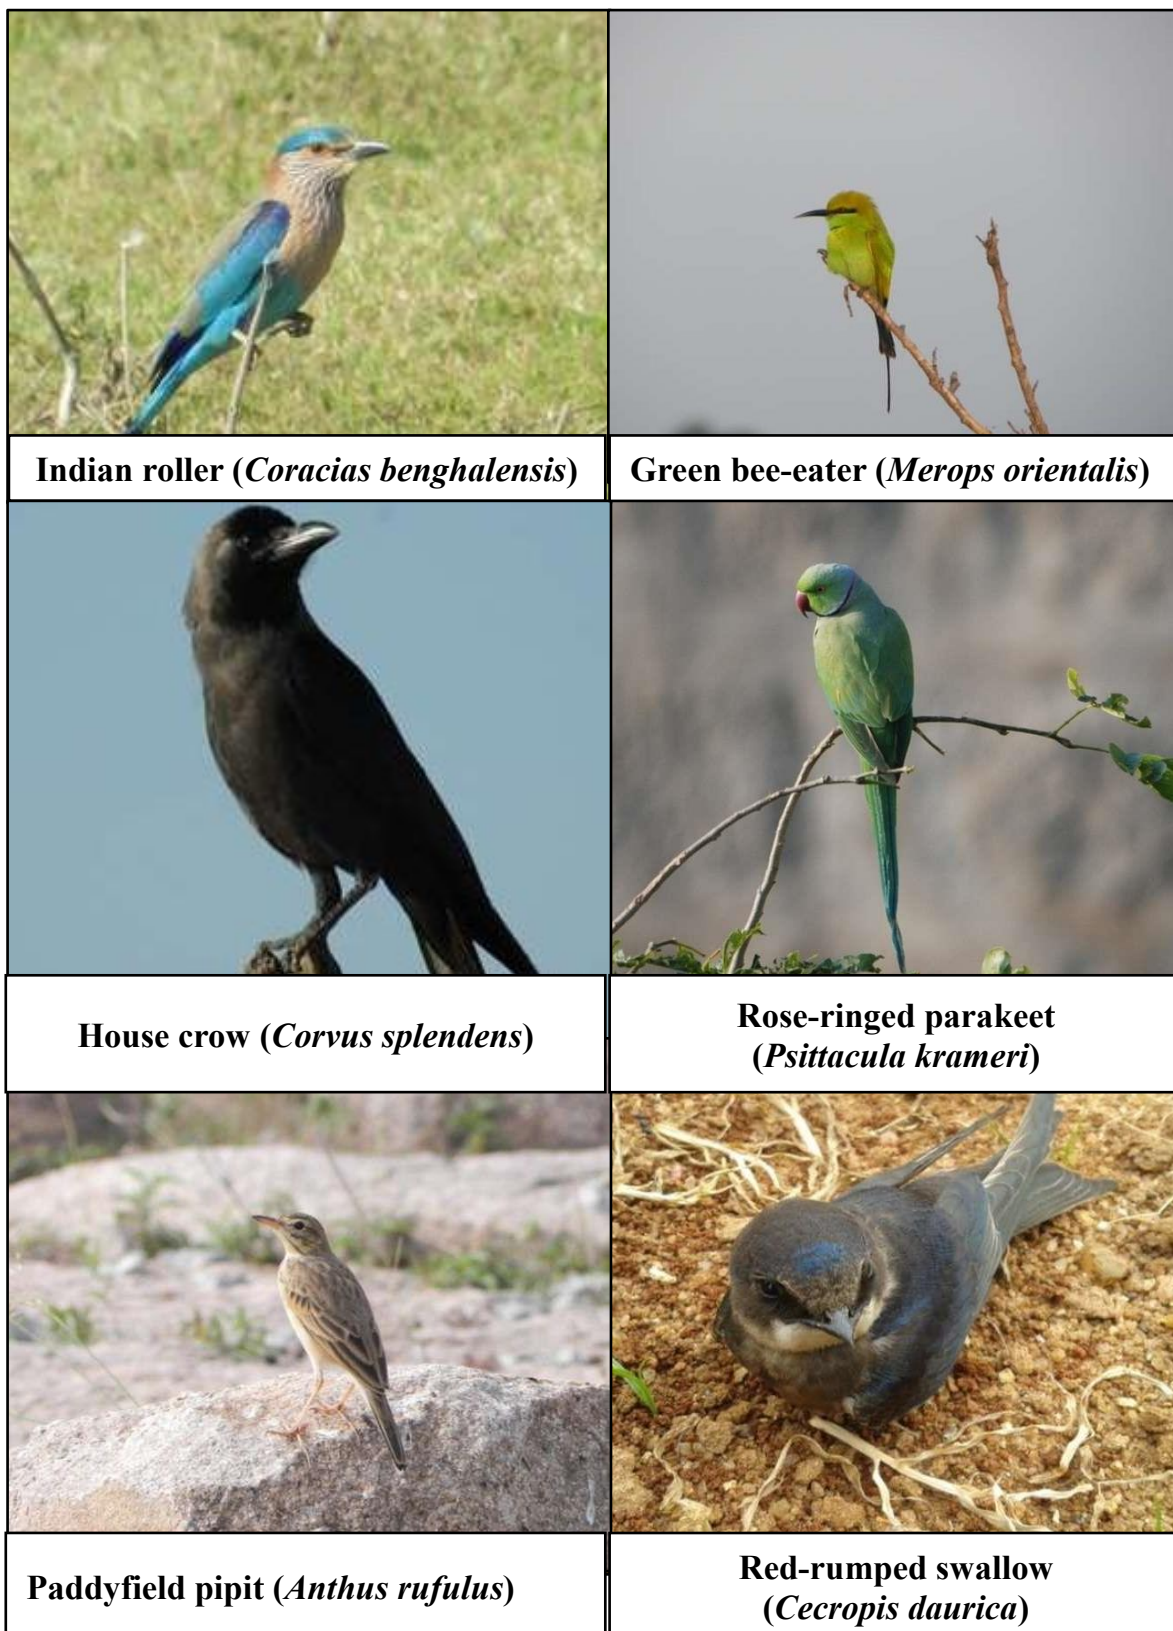 Indian roller (Coracias benghalensis)
Green bee-eater (Merops orientalis)
House crow (Corvus splendens)
Rose-ringed parakeet
(Psittacula krameri)
Paddyfield pipit (Anthus rufulus)
Red-rumped swallow
(Cecropis daurica)